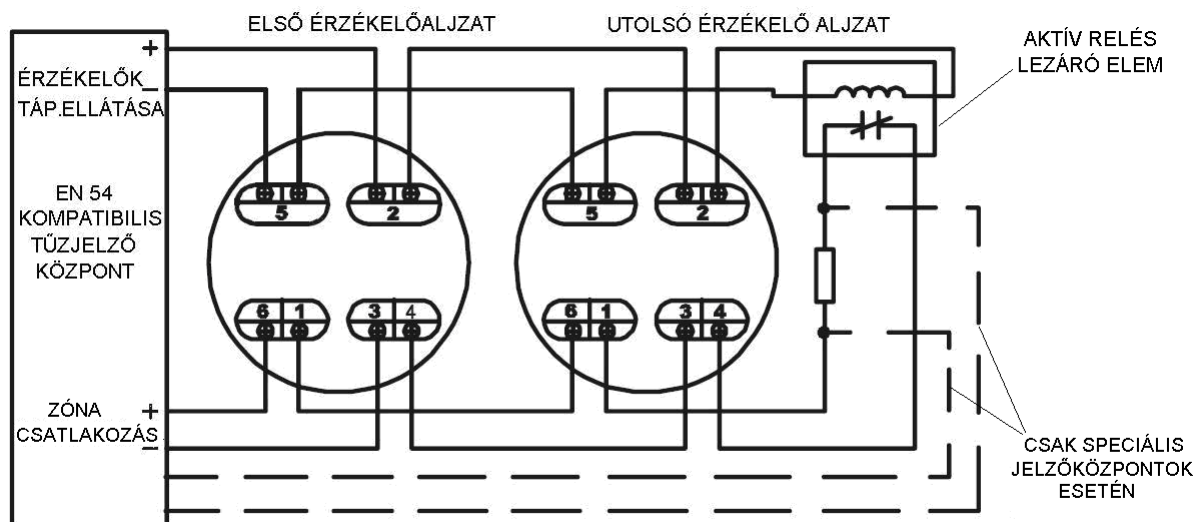 ELSŐ ÉRZÉKELŐALJZAT
UTOLSÓ ÉRZÉKELŐ ALJZAT
AKTÍV RELÉS
LEZÁRÓ ELEM
+
ÉRZÉKELŐK
−
TÁP.ELLÁTÁSA
EN 54
KOMPATIBILIS
TŰZJELZŐ
KÖZPONT
5 2
5 2
6 1 3 4
6 1 3 4
ZÓNA +
CSATLAKOZÁS −
CSAK SPECIÁLIS
JELZŐKÖZPONTOK
ESETÉN